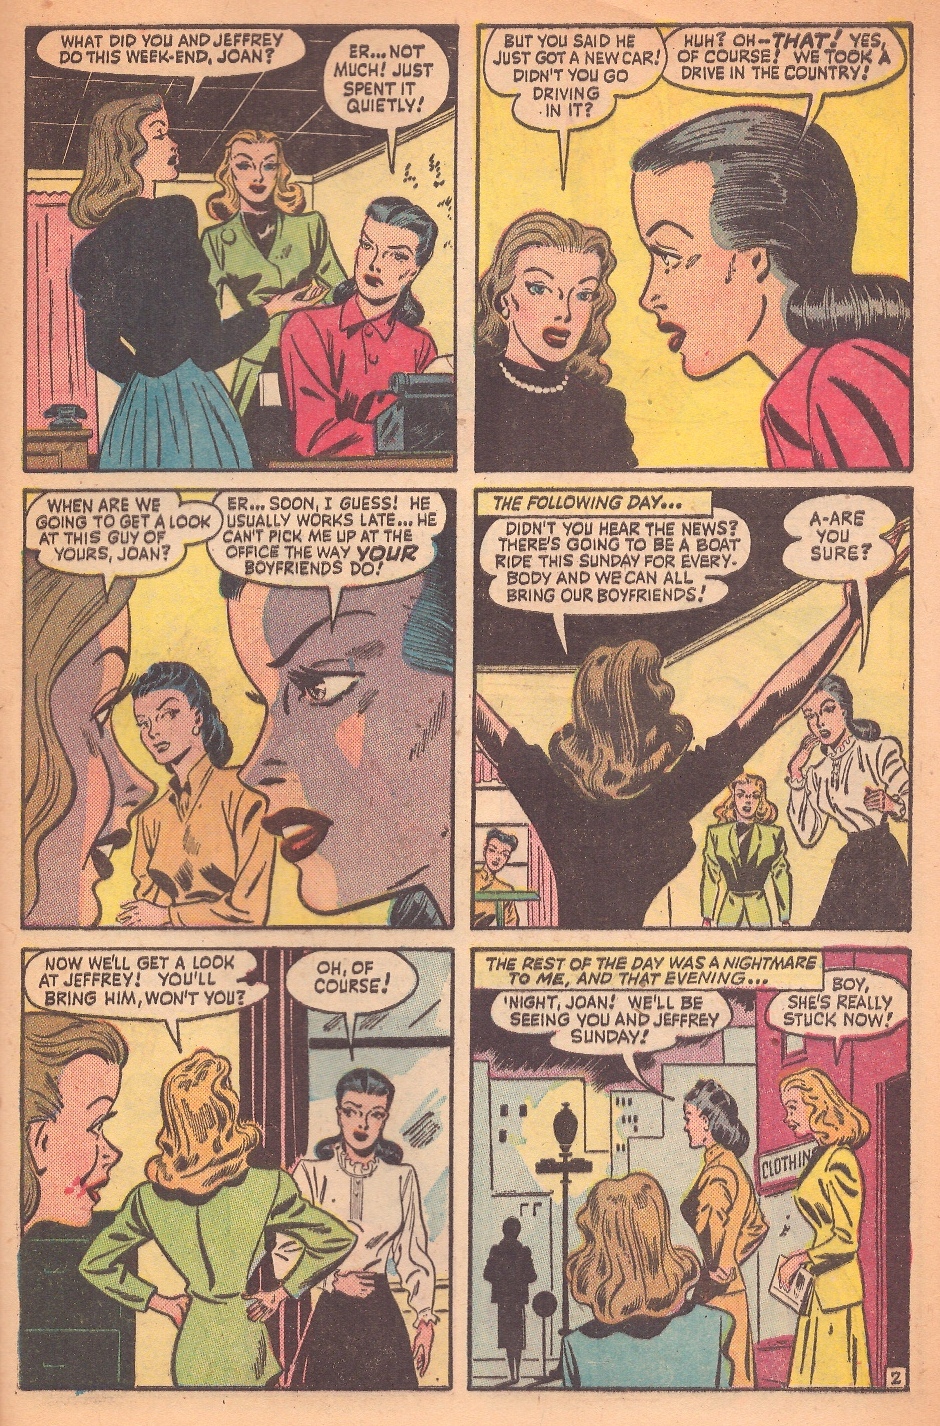 WHAT DID YOU AND JEFFREY
DO THIS WEEK-END, JOAN?
ER...NOT
MUCH! JUST
SPENT IT
QUIETLY!
BUT YOU SAID HE
JUST GOT A NEW CAR!
DIDN'T YOU GO
DRIVING
IN IT?
HUH? OH-THAT! YES,
OF COURSE! WE TOOK A
DRIVE IN THE COUNTRY!
WHEN ARE WE
GOING TO GET A LOOK
AT THIS GUY OF
YOURS, JOAN?
ER... SOON, I GUESS! HE
USUALLY WORKS LATE... HE
CAN'T PICK ME UP AT THE
OFFICE THE WAY YOUR
BOYFRIENDS DO!
THE FOLLOWING DAY...
DIDN'T YOU HEAR THE NEWS?
THERE'S GOING TO BE A BOAT
RIDE THIS SUNDAY FOR EVERY-
BODY AND WE CAN ALL
BRING OUR BOYFRIENDS!
A-ARE
YOU
SURE?
NOW WE'LL GET A LOOK
AT JEFFREY! YOU'LL
BRING HIM, WON'T YOU?
OH, OF
COURSE!
THE REST OF THE DAY WAS A NIGHTMARE
TO ME, AND THAT EVENING...
'NIGHT, JOAN! WE'LL BE
SEEING YOU AND JEFFREY
SUNDAY!
BOY,
SHE'S REALLY
STUCK NOW!
CLOTHIN
2